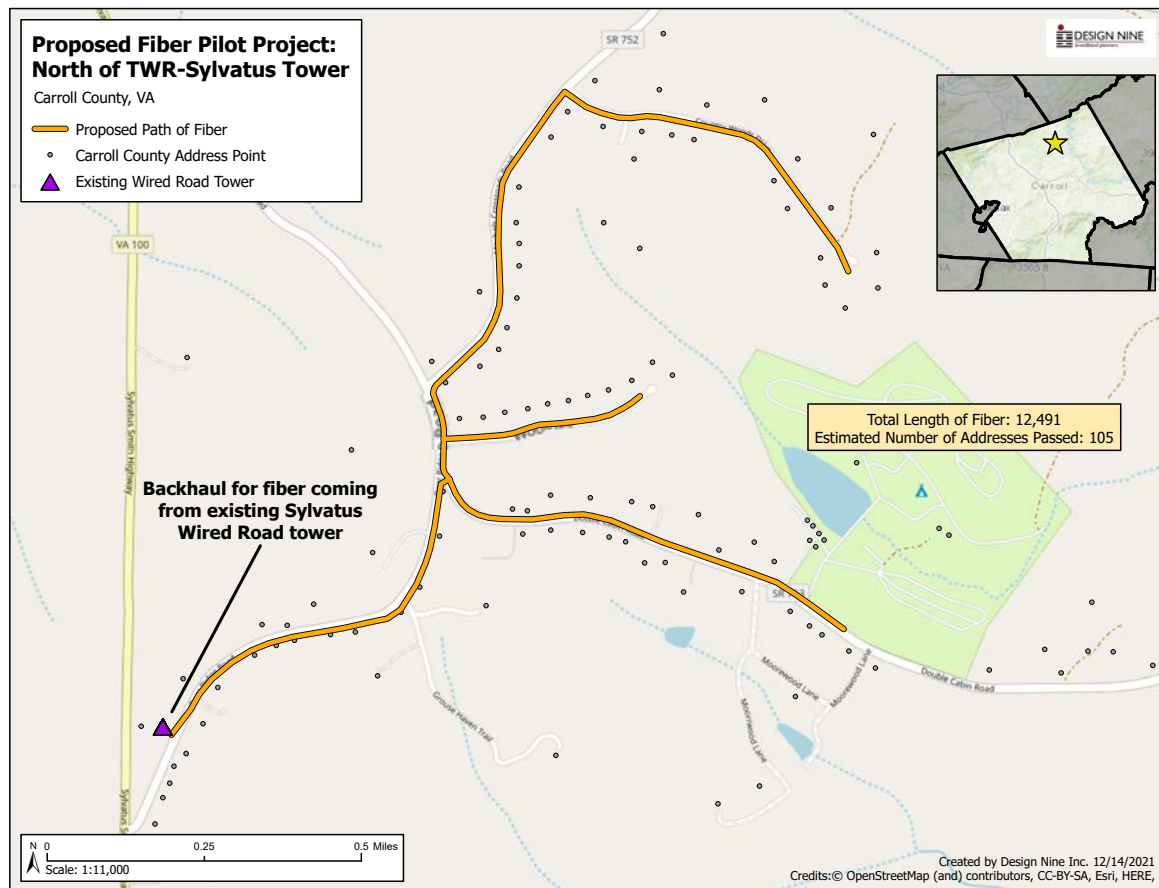 Proposed Fiber Pilot Project:
North of TWR-Sylvatus Tower
Carroll County, VA
Proposed Path of Fiber
Carroll County Address Point
Existing Wired Road Tower
DESIGN NINE
broadband planners
SR 752
VA 100
Carroll
Sylvatus Smith Highway
Total Length of Fiber: 12,491
Estimated Number of Addresses Passed: 105
Backhaul for fiber coming
from existing Sylvatus
Wired Road tower
Moorewood Lane
Moorewood Lane
Moorwood Lane
Double Cabin Road
Grouse Haven Trail
N 0 0.25 0.5 Miles
Scale: 1:11,000
Created by Design Nine Inc. 12/14/2021
Credits:© OpenStreetMap (and) contributors, CC-BY-SA, Esri, HERE,